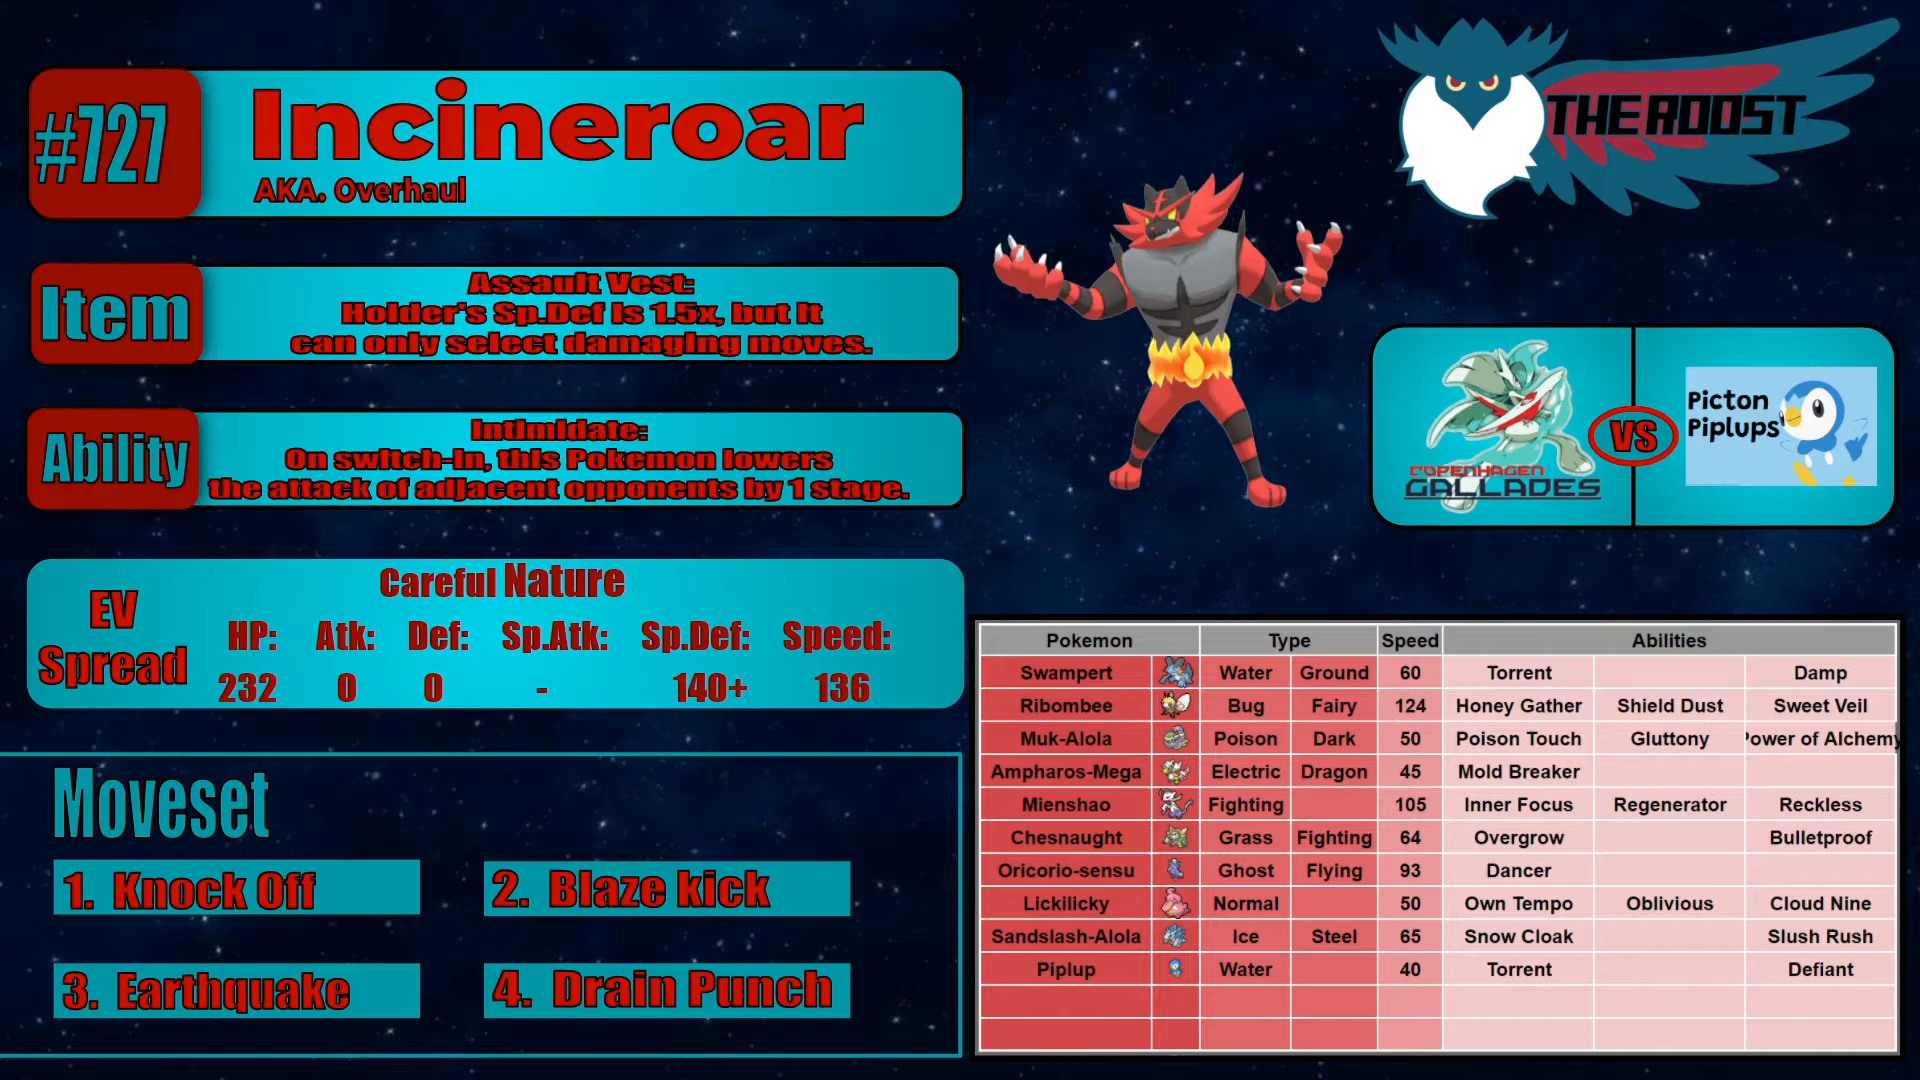 #727
Incineroar
AKA. Overhaul
THE ROOST
Item
Assault Vest:
Holder's Sp.Def is 1.5x, but it
can only select damaging moves.
Ability
Intimidate:
On switch-in, this Pokemon lowers
the attack of adjacent opponents by 1 stage.
COPENHAGEN
GALLADES
VS
Picton
Piplups
EV
Spread
Careful Nature
HP: Atk: Def: Sp.Atk: Sp.Def: Speed:
232 0 0 - 140+ 136
Moveset
1. Knock Off
2. Blaze kick
3. Earthquake
4. Drain Punch
Pokemon Type Speed Abilities
Swampert Water Ground 60 Torrent Damp
Ribombee Bug Fairy 124 Honey Gather Shield Dust Sweet Veil
Muk-Alola Poison Dark 50 Poison Touch Gluttony Power of Alchemy
Ampharos-Mega Electric Dragon 45 Mold Breaker
Mienshao Fighting 105 Inner Focus Regenerator Reckless
Chesnaught Grass Fighting 64 Overgrow Bulletproof
Oricorio-sensu Ghost Flying 93 Dancer
Lickilicky Normal 50 Own Tempo Oblivious Cloud Nine
Sandslash-Alola Ice Steel 65 Snow Cloak Slush Rush
Piplup Water 40 Torrent Defiant